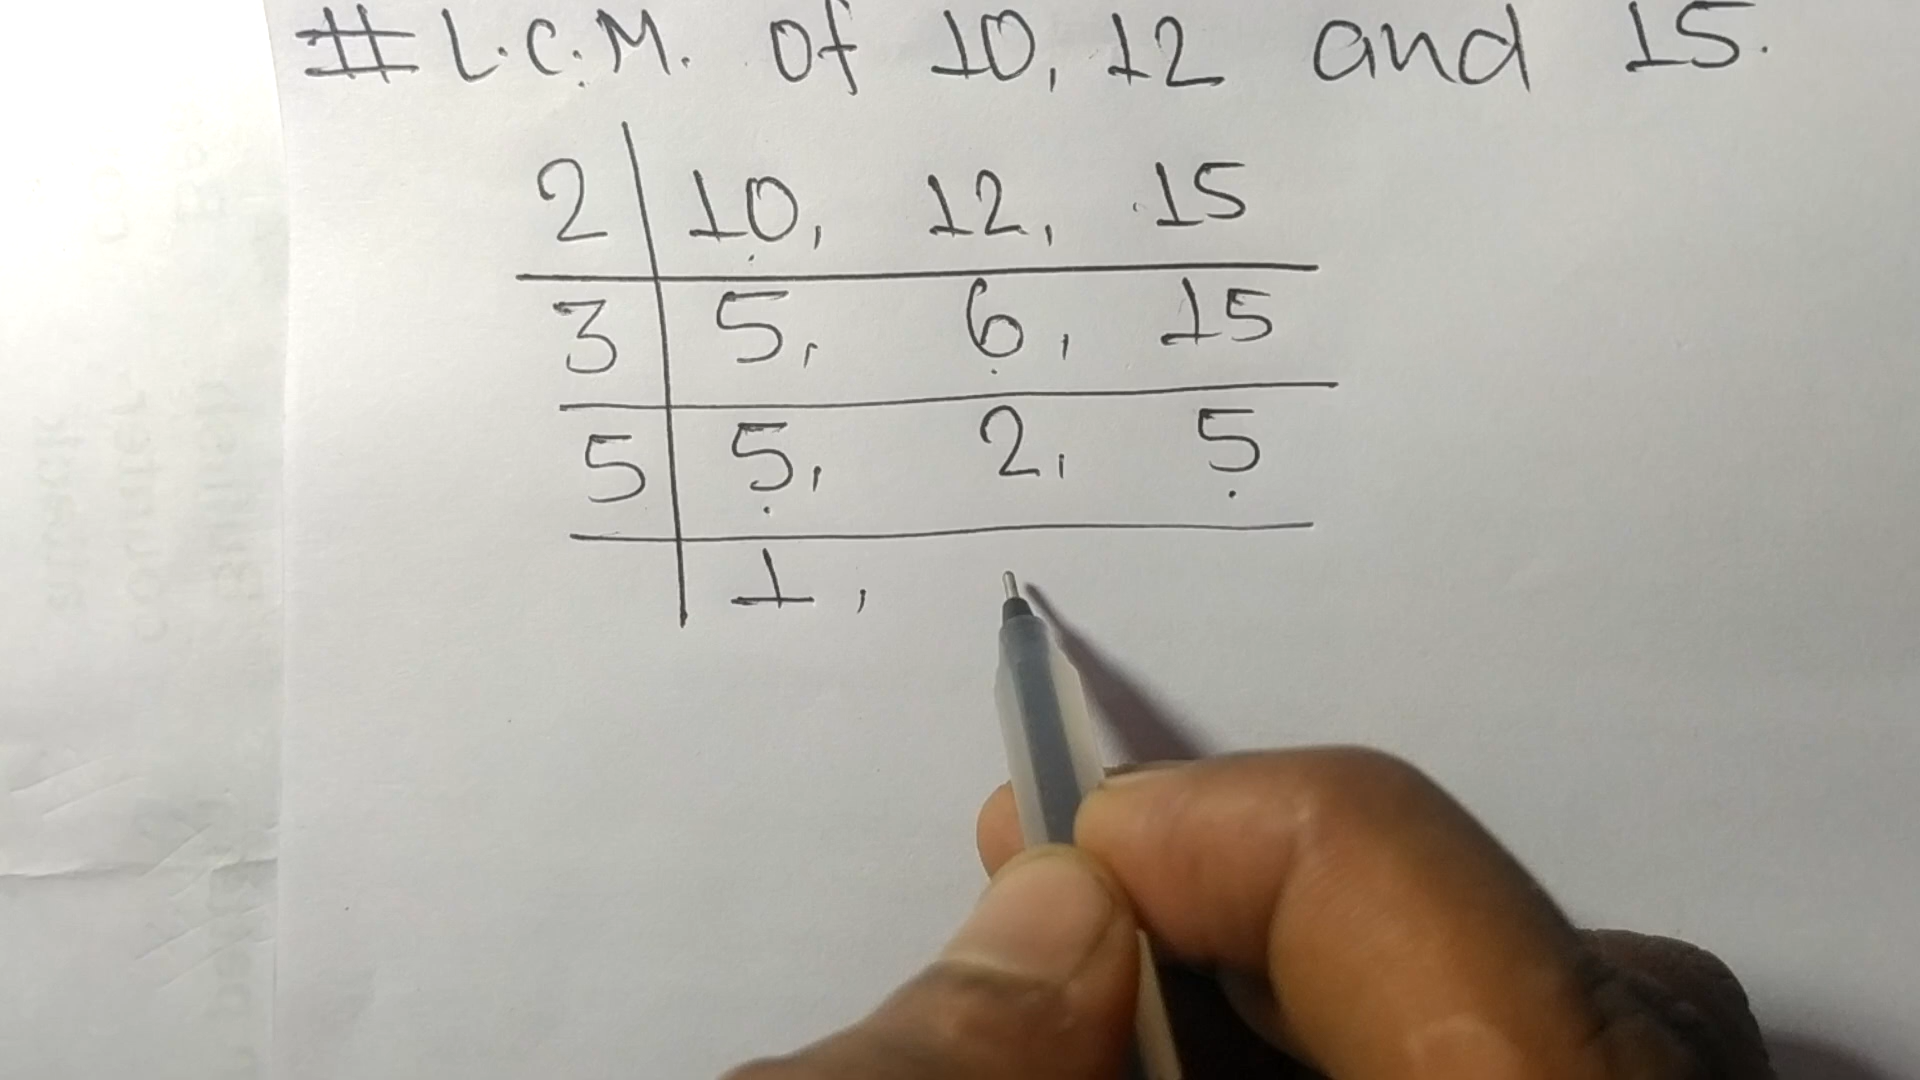 # L.C.M. of 10, 12 and 15.
2 10, 12, 15
3 5, 6, 15
5 5, 2, 5
1,